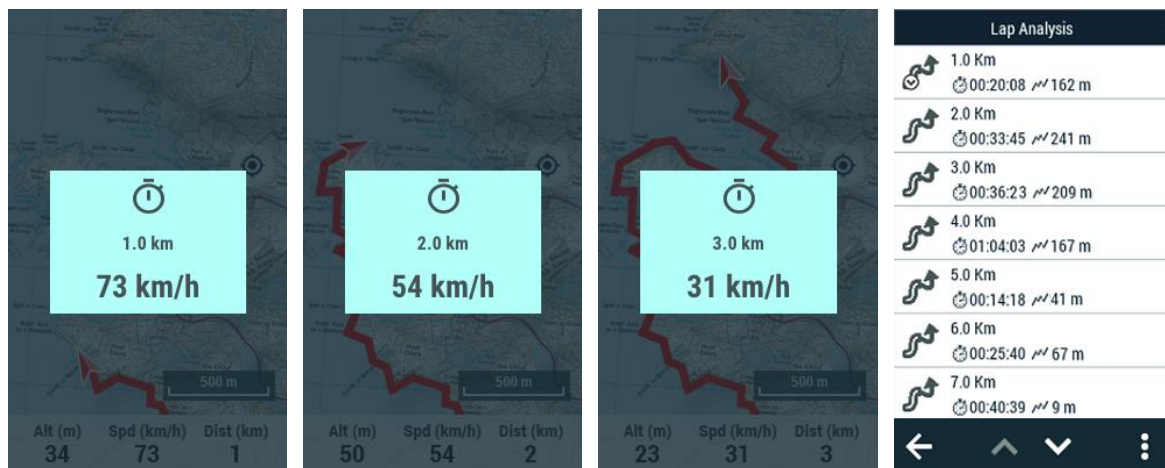 1.0 km
73 km/h
500 m
Alt (m) Spd (km/h) Dist (km)
34 73 1
2.0 km
54 km/h
500 m
Alt (m) Spd (km/h) Dist (km)
50 54 2
3.0 km
31 km/h
500 m
Alt (m) Spd (km/h) Dist (km)
23 31 3
Lap Analysis
1.0 Km
00:20:08 162 m
2.0 Km
00:33:45 241 m
3.0 Km
00:36:23 209 m
4.0 Km
01:04:03 167 m
5.0 Km
00:14:18 41 m
6.0 Km
00:25:40 67 m
7.0 Km
00:40:39 9 m